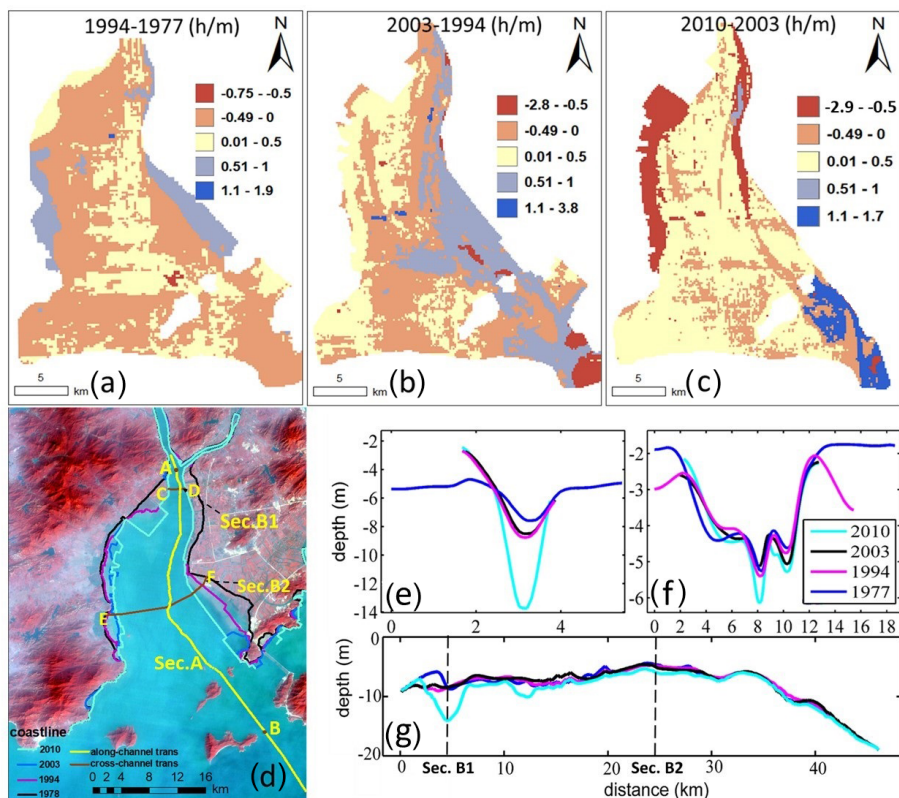 1994-1977 (h/m)
N
-0.75 - -0.5
-0.49 - 0
0.01 - 0.5
0.51 - 1
1.1 - 1.9
5
km
(a)
2003-1994 (h/m)
N
-2.8 - -0.5
-0.49 - 0
0.01 - 0.5
0.51 - 1
1.1 - 3.8
5
km
(b)
2010-2003 (h/m)
N
-2.9 - -0.5
-0.49 - 0
0.01 - 0.5
0.51 - 1
1.1 - 1.7
5
km
(c)
A
C D
Sec.B1
F
Sec.B2
E
Sec.A
B
coastline
2010
2003
1994
1978
along-channel trans
cross-channel trans
0 2 4 8 12 16
km
(d)
depth (m)
-2
-4
-6
-8
-10
-12
-14
0 2 4
(e)
-1
-2
-3
-4
-5
-6
0 2 4 6 8 10 12 14 16 18
(f)
2010
2003
1994
1977
depth (m)
0
-10
-20
(g)
0 10 20 30 40
Sec. B1 Sec. B2
distance (km)